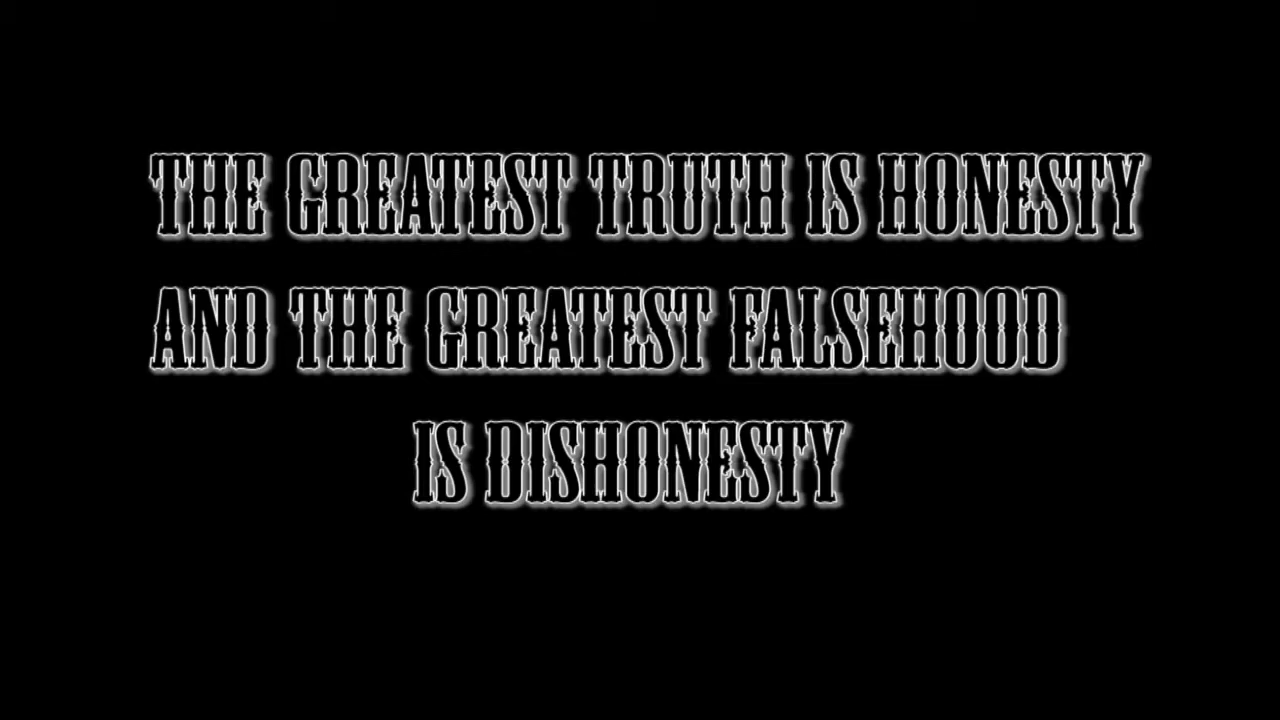 THE GREATEST TRUTH IS HONESTY
AND THE GREATEST FALSEHOOD
IS DISHONESTY